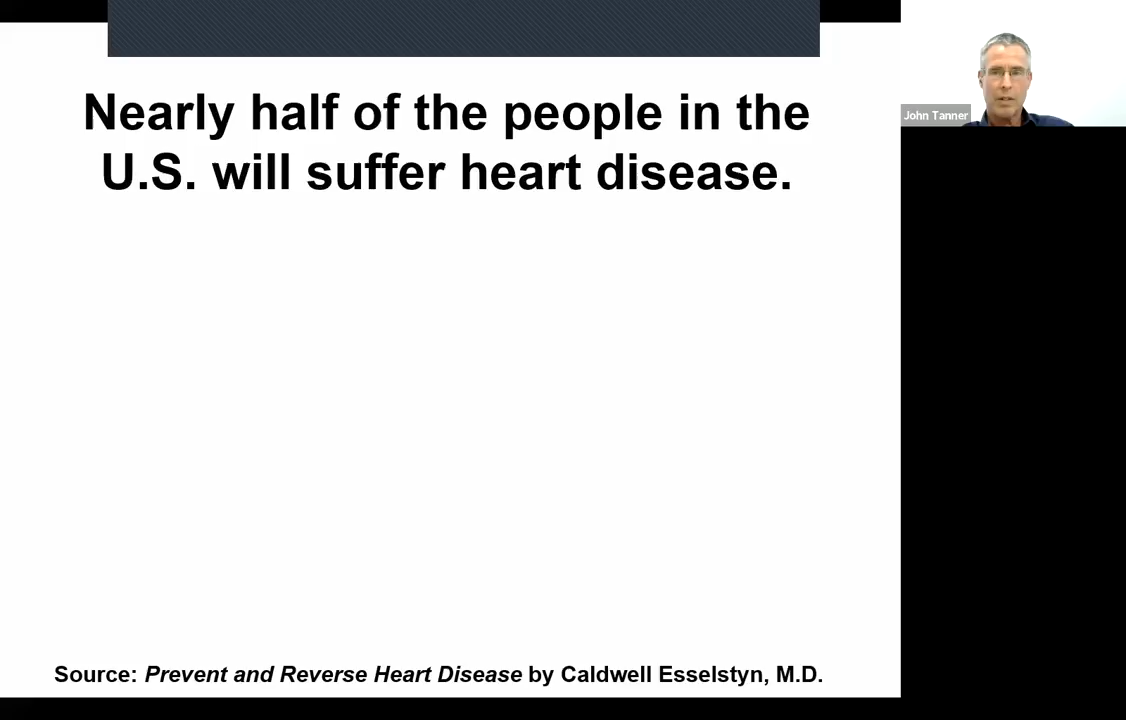 Nearly half of the people in the
U.S. will suffer heart disease.
John Tanner
Source: Prevent and Reverse Heart Disease by Caldwell Esselstyn, M.D.